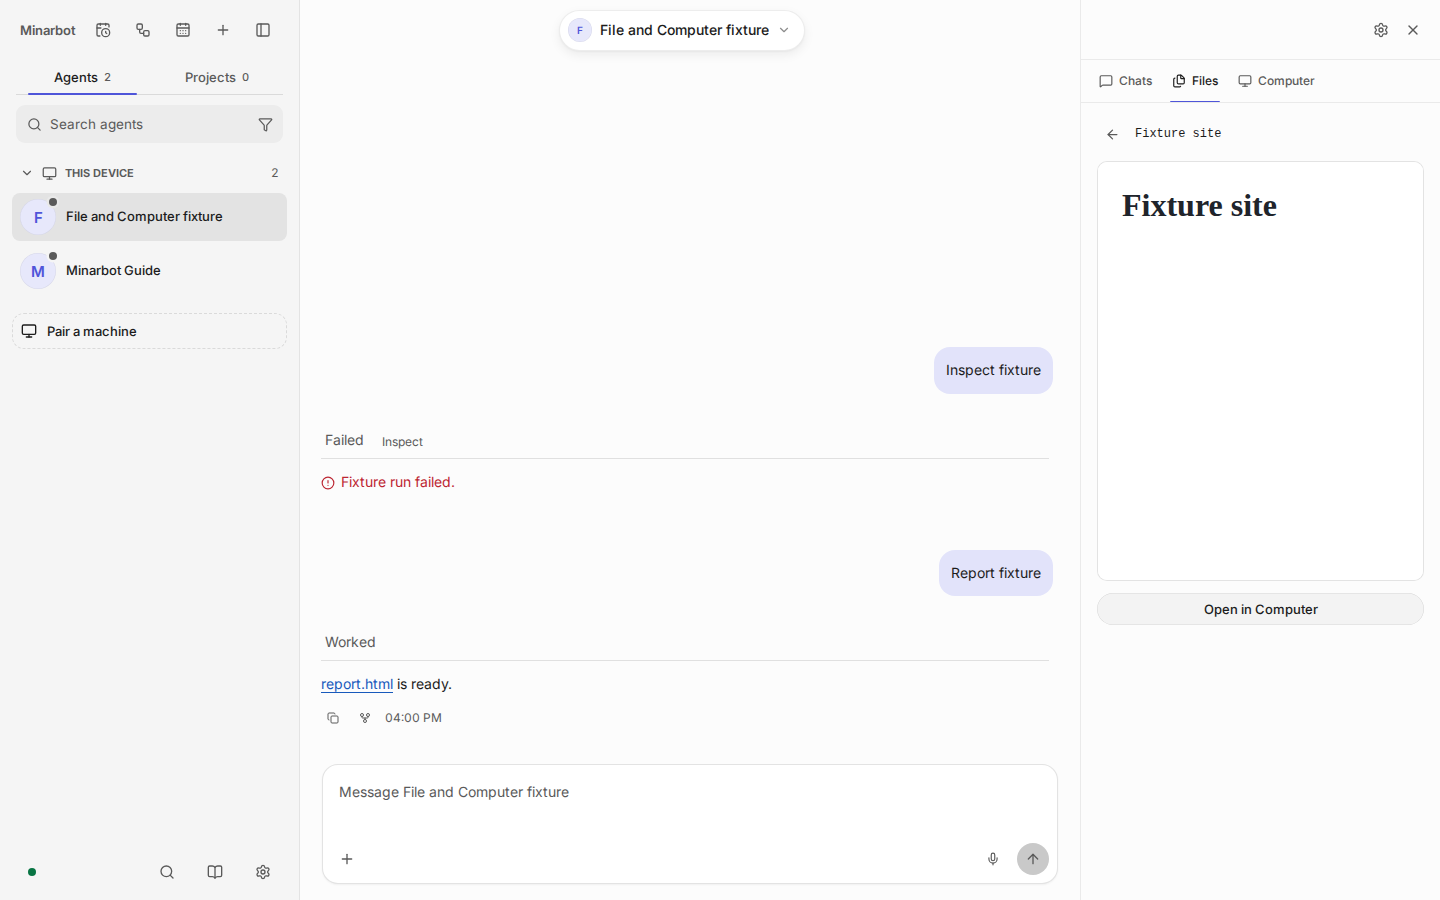 Minarbot
Agents 2
Projects 0
Search agents
THIS DEVICE 2
F File and Computer fixture
M Minarbot Guide
Pair a machine
F File and Computer fixture
Inspect fixture
Failed Inspect
Fixture run failed.
Report fixture
Worked
report.html is ready.
04:00 PM
Message File and Computer fixture
Chats
Files
Computer
Fixture site
Fixture site
Open in Computer